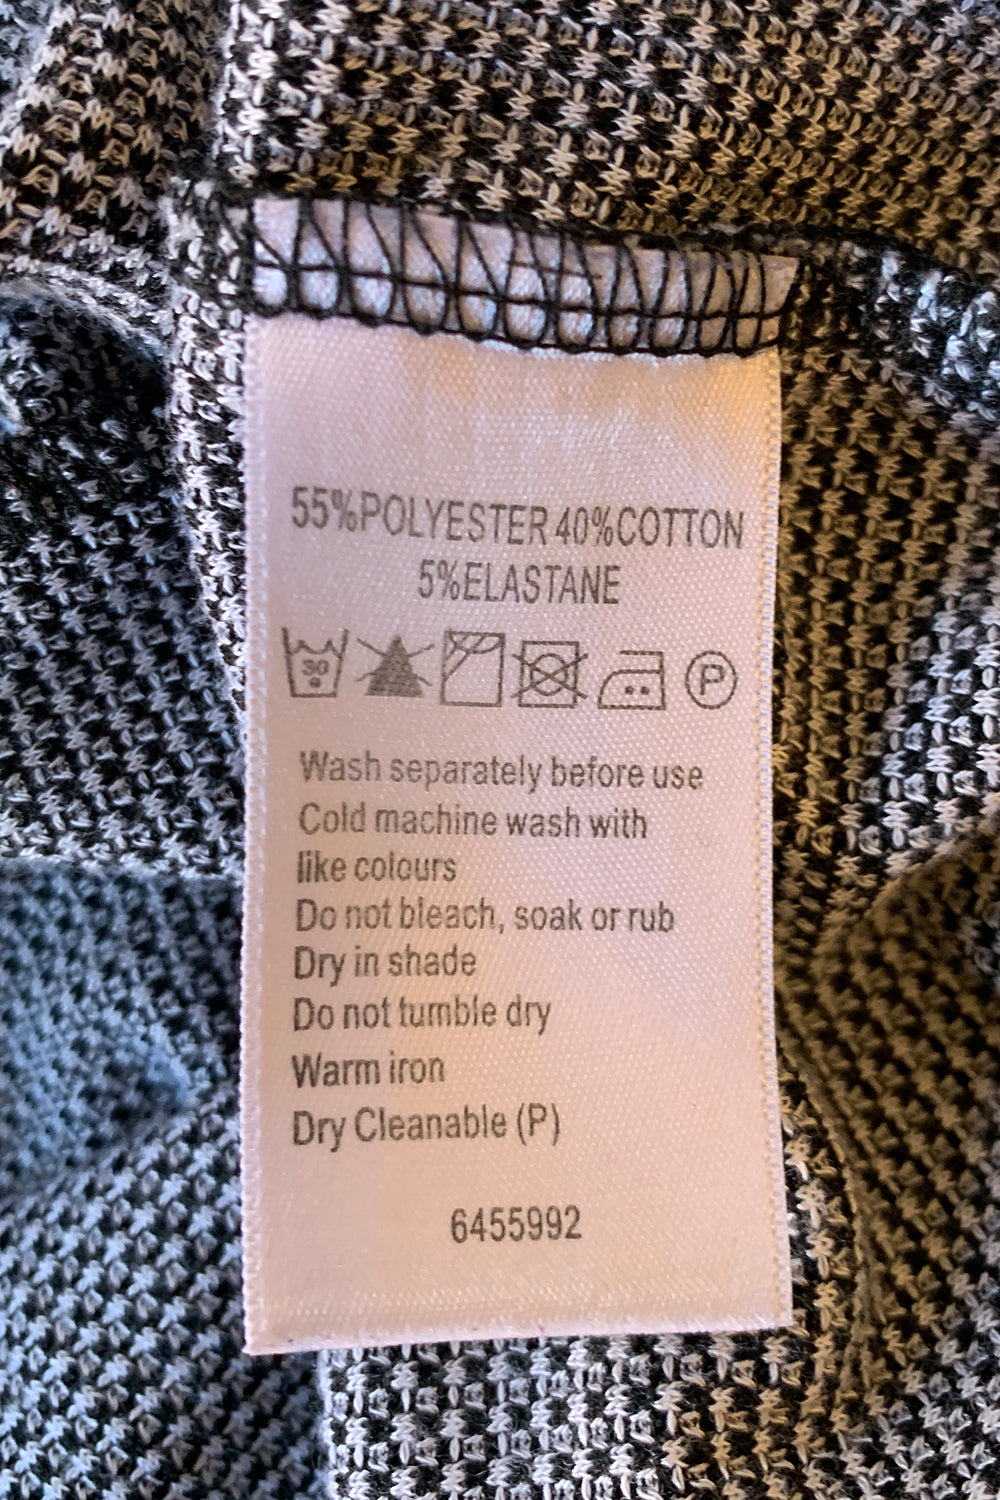 55%POLYESTER 40%COTTON
5%ELASTANE
30 P
Wash separately before use
Cold machine wash with
like colours
Do not bleach, soak or rub
Dry in shade
Do not tumble dry
Warm iron
Dry Cleanable (P)
6455992